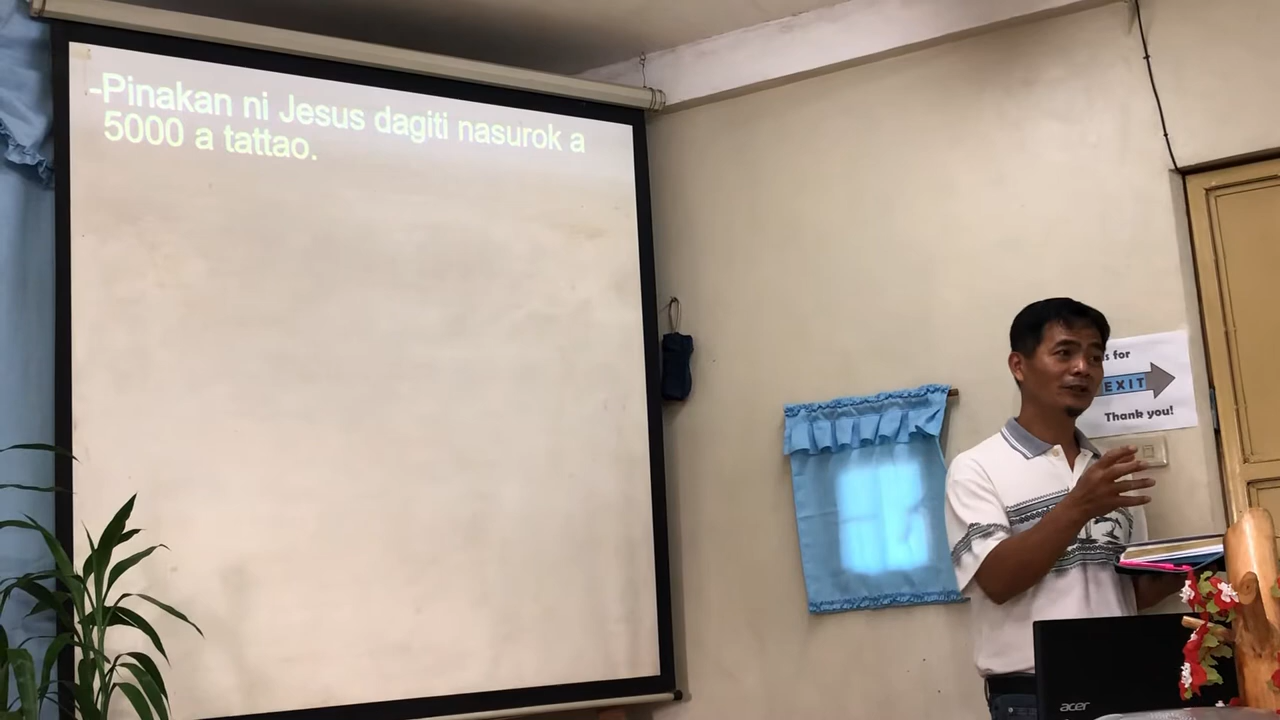 -Pinakan ni Jesus dagiti nasurok a
5000 a tattao.
s for
EXIT
Thank you!
acer